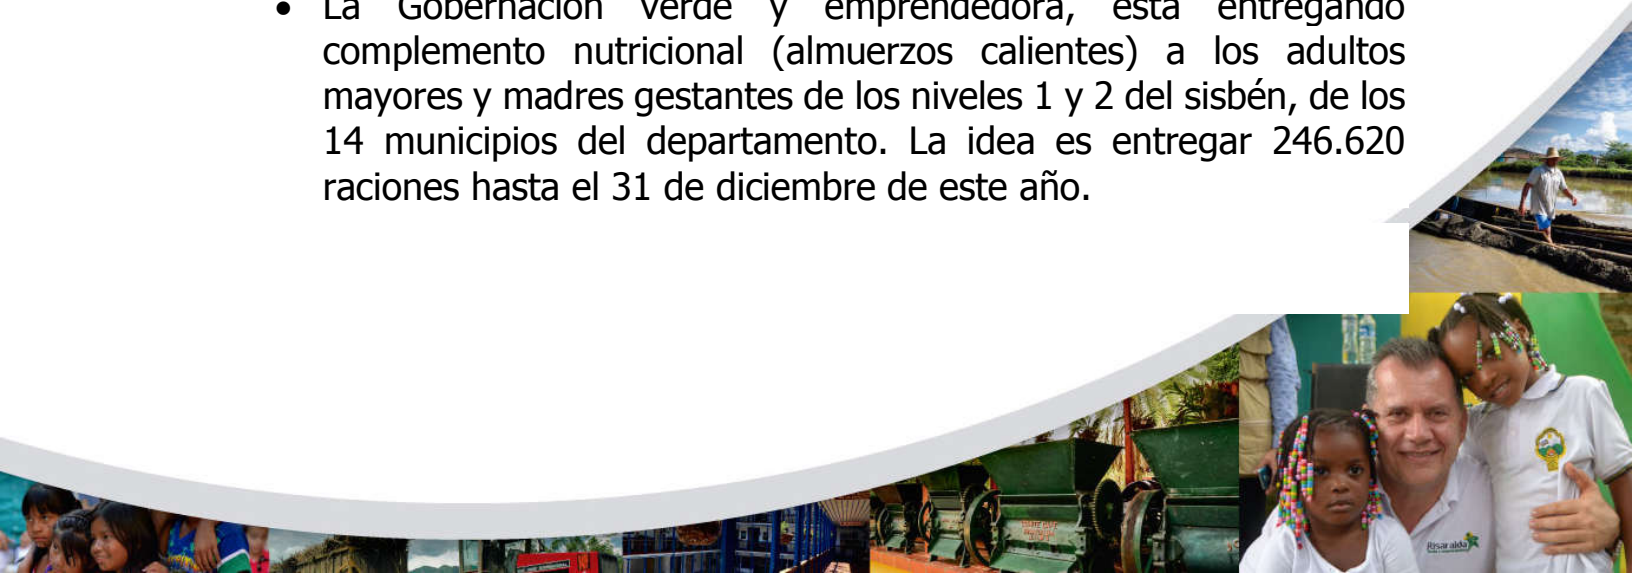 • La Gobernación verde y emprendedora, está entregando
complemento nutricional (almuerzos calientes) a los adultos
mayores y madres gestantes de los niveles 1 y 2 del sisbén, de los
14 municipios del departamento. La idea es entregar 246.620
raciones hasta el 31 de diciembre de este año.
Risaralda